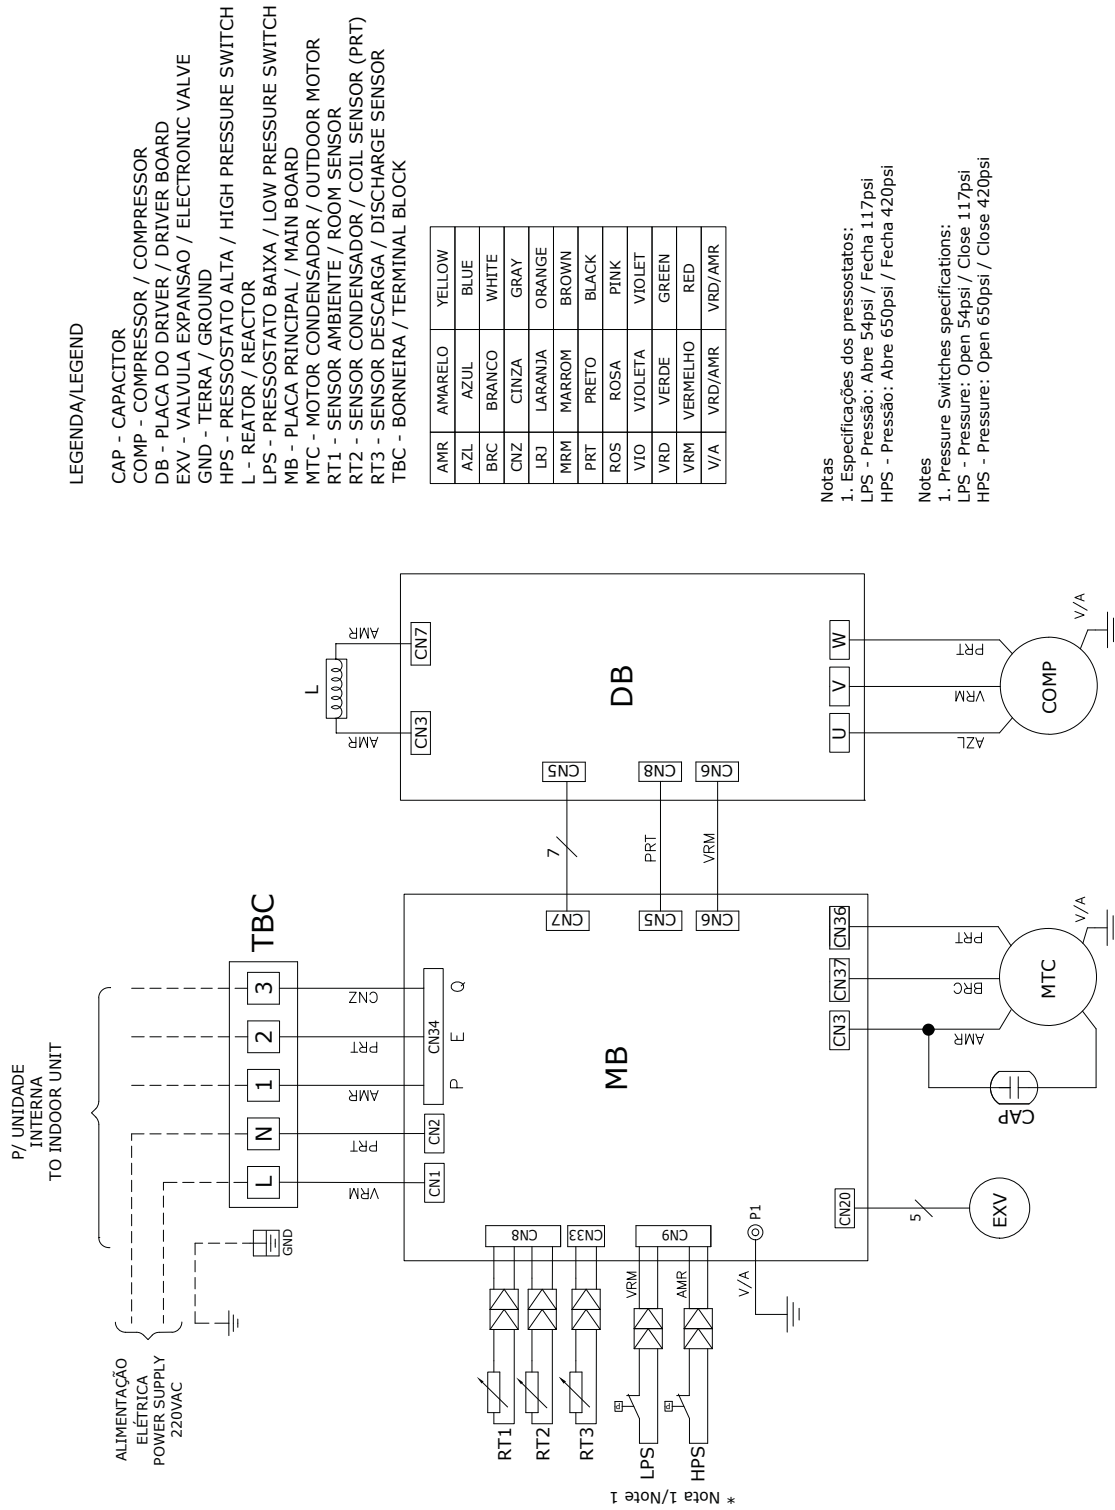 LEGENDA/LEGEND
CAP - CAPACITOR
COMP - COMPRESSOR / COMPRESSOR
DB - PLACA DO DRIVER / DRIVER BOARD
EXV - VALVULA EXPANSAO / ELECTRONIC VALVE
GND - TERRA / GROUND
HPS - PRESSOSTATO ALTA / HIGH PRESSURE SWITCH
L - REATOR / REACTOR
LPS - PRESSOSTATO BAIXA / LOW PRESSURE SWITCH
MB - PLACA PRINCIPAL / MAIN BOARD
MTC - MOTOR CONDENSADOR / OUTDOOR MOTOR
RT1 - SENSOR AMBIENTE / ROOM SENSOR
RT2 - SENSOR CONDENSADOR / COIL SENSOR (PRT)
RT3 - SENSOR DESCARGA / DISCHARGE SENSOR
TBC - BORNEIRA / TERMINAL BLOCK
AMR AMARELO YELLOW
AZL AZUL BLUE
BRC BRANCO WHITE
CNZ CINZA GRAY
LRJ LARANJA ORANGE
MRM MARROM BROWN
PRT PRETO BLACK
ROS ROSA PINK
VIO VIOLETA VIOLET
VRD VERDE GREEN
VRM VERMELHO RED
V/A VRD/AMR VRD/AMR
Notas
1. Especificações dos pressostatos:
LPS - Pressão: Abre 54psi / Fecha 117psi
HPS - Pressão: Abre 650psi / Fecha 420psi
Notes
1. Pressure Switches specifications:
LPS - Pressure: Open 54psi / Close 117psi
HPS - Pressure: Open 650psi / Close 420psi
P/ UNIDADE
INTERNA
TO INDOOR UNIT
ALIMENTAÇÃO
ELÉTRICA
POWER SUPPLY
220VAC
GND
TBC
L N 1 2 3
VRM PRT AMR PRT CNZ
CN1 CN2 CN34
P E Q
MB
CN8
CN33
CN9
RT1
RT2
RT3
LPS
HPS
VRM
AMR
* Nota 1/Note 1
V/A
P1
CN20
5
EXV
CN3 CN37 CN36
AMR BRC PRT
CAP
MTC
V/A
CN7 CN5 CN6
7
PRT
VRM
CN5 CN8 CN6
DB
L
AMR AMR
CN3 CN7
U V W
AZL VRM PRT
COMP
V/A